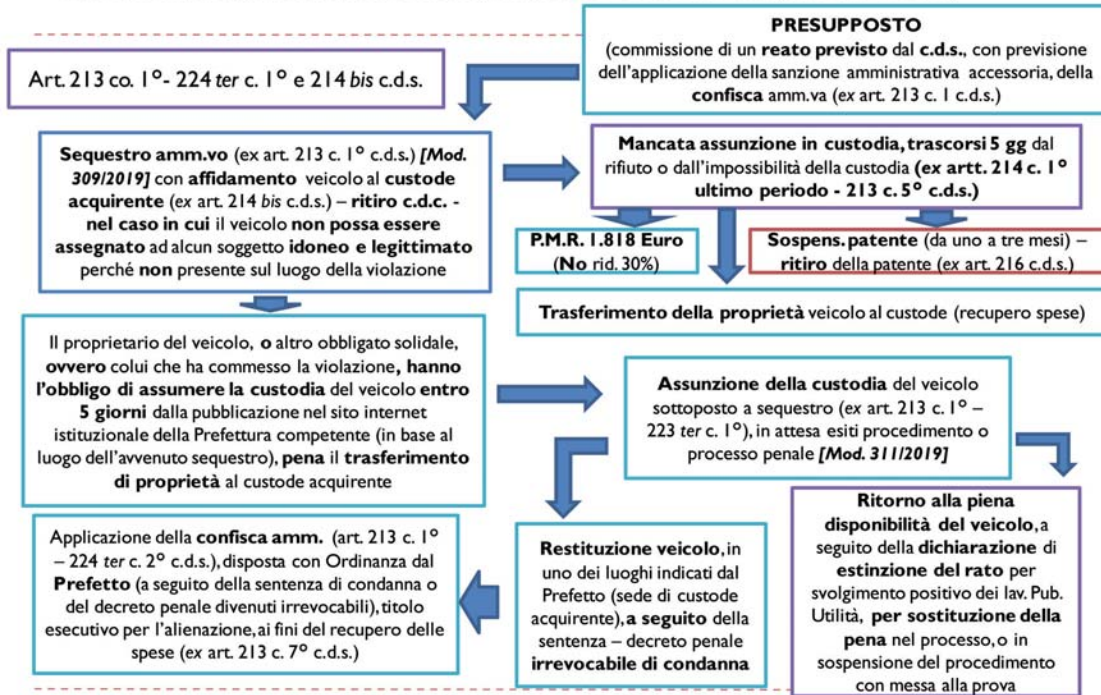 PRESUPPOSTO
(commissione di un reato previsto dal c.d.s., con previsione
dell'applicazione della sanzione amministrativa accessoria, della
confisca amm.va (ex art. 213 c. 1 c.d.s.)
Art. 213 co. 1° - 224 ter c. 1° e 214 bis c.d.s.
Sequestro amm.vo (ex art. 213 c. 1° c.d.s.) [Mod.
309/2019] con affidamento veicolo al custode
acquirente (ex art. 214 bis c.d.s.) – ritiro c.d.c. -
nel caso in cui il veicolo non possa essere
assegnato ad alcun soggetto idoneo e legittimato
perché non presente sul luogo della violazione
Mancata assunzione in custodia, trascorsi 5 gg dal
rifiuto o dall'impossibilità della custodia (ex artt. 214 c. 1°
ultimo periodo - 213 c. 5° c.d.s.)
P.M.R. 1.818 Euro
(No rid. 30%)
Sospens. patente (da uno a tre mesi) –
ritiro della patente (ex art. 216 c.d.s.)
Trasferimento della proprietà veicolo al custode (recupero spese)
Il proprietario del veicolo, o altro obbligato solidale,
ovvero colui che ha commesso la violazione, hanno
l'obbligo di assumere la custodia del veicolo entro
5 giorni dalla pubblicazione nel sito internet
istituzionale della Prefettura competente (in base al
luogo dell'avvenuto sequestro), pena il trasferimento
di proprietà al custode acquirente
Assunzione della custodia del veicolo
sottoposto a sequestro (ex art. 213 c. 1° –
223 ter c. 1°), in attesa esiti procedimento o
processo penale [Mod. 311/2019]
Applicazione della confisca amm. (art. 213 c. 1°
– 224 ter c. 2° c.d.s.), disposta con Ordinanza dal
Prefetto (a seguito della sentenza di condanna o
del decreto penale divenuti irrevocabili), titolo
esecutivo per l'alienazione, ai fini del recupero delle
spese (ex art. 213 c. 7° c.d.s.)
Restituzione veicolo, in
uno dei luoghi indicati dal
Prefetto (sede di custode
acquirente), a seguito della
sentenza – decreto penale
irrevocabile di condanna
Ritorno alla piena
disponibilità del veicolo, a
seguito della dichiarazione di
estinzione del rato per
svolgimento positivo dei lav. Pub.
Utilità, per sostituzione della
pena nel processo, o in
sospensione del procedimento
con messa alla prova